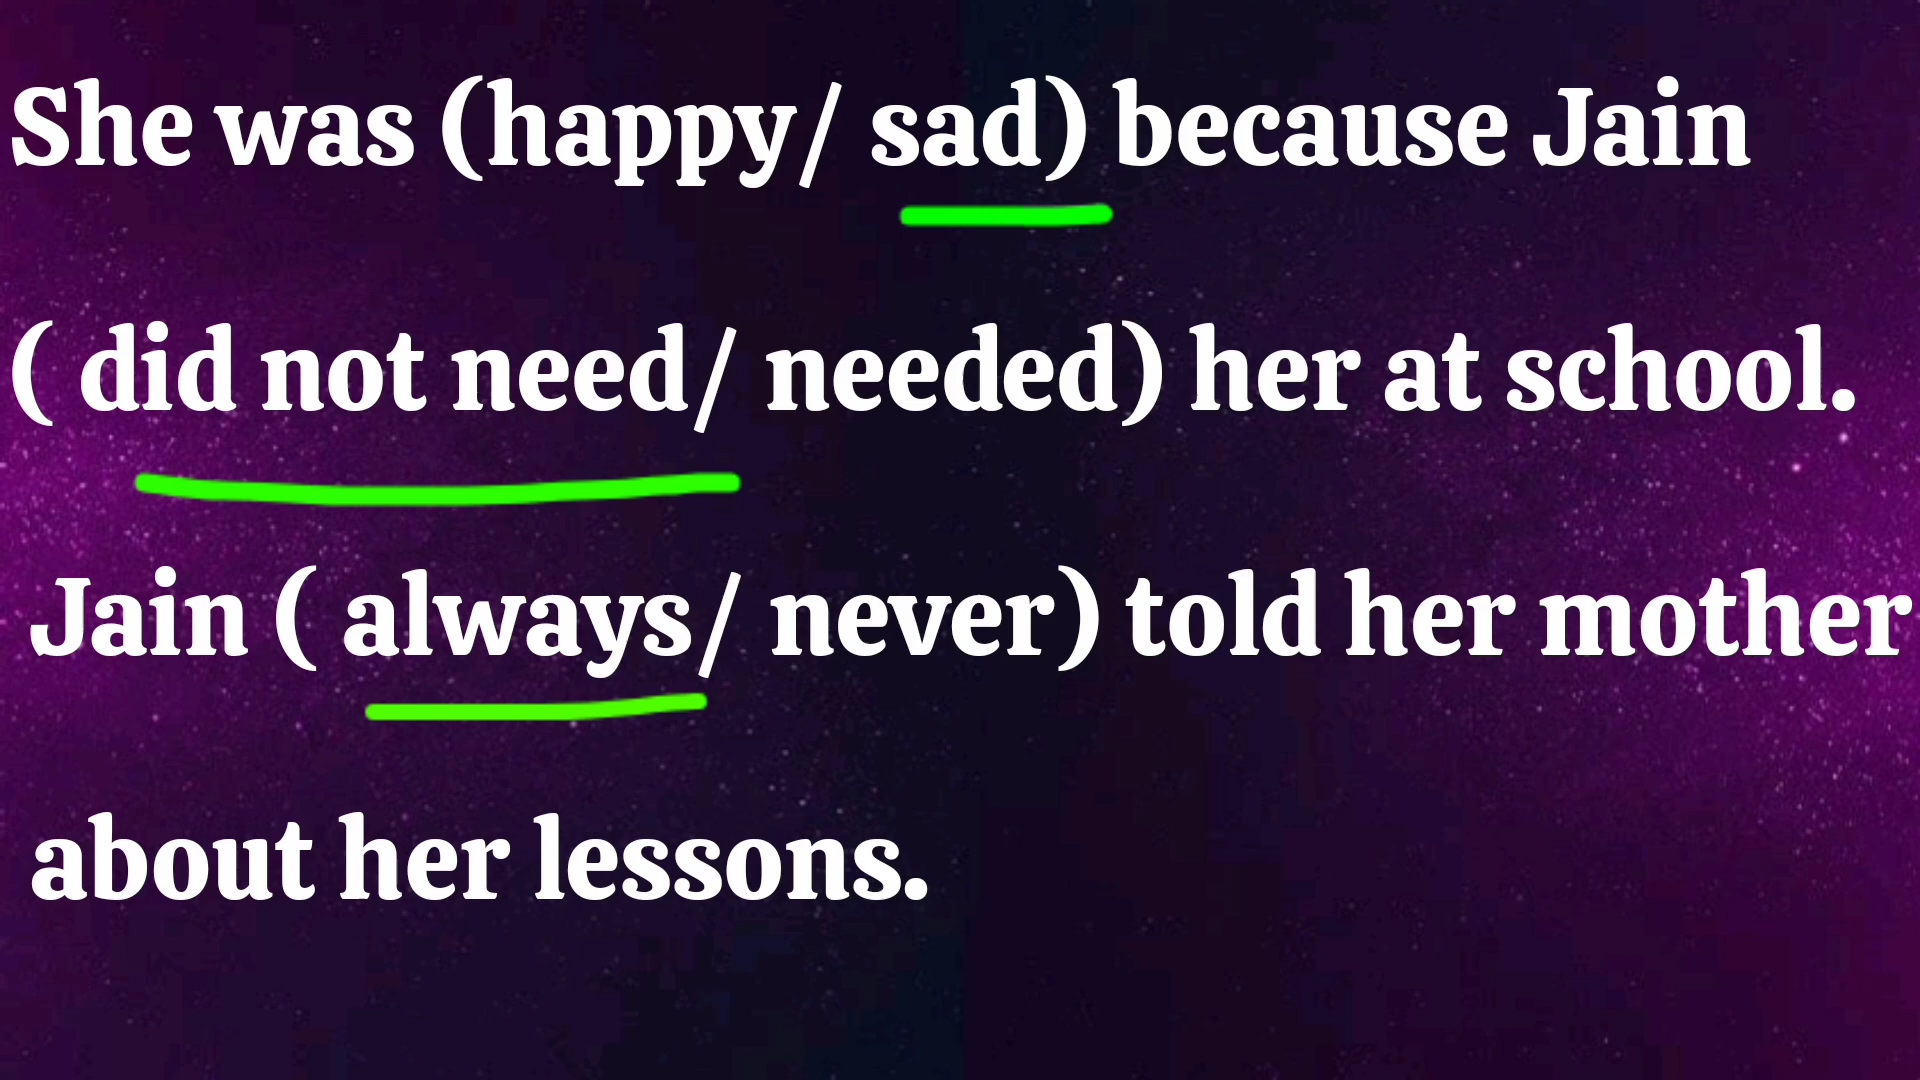 She was (happy/ sad) because Jain
( did not need/ needed) her at school.
Jain ( always/ never) told her mother
about her lessons.